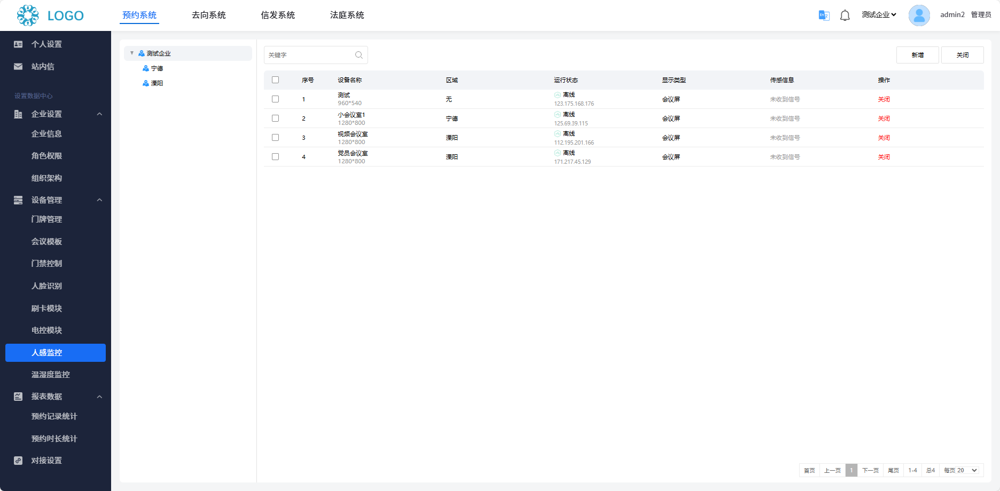 LOGO
预约系统
去向系统
信发系统
法庭系统
测试企业
admin2 管理员
个人设置
站内信
设置数据中心
企业设置
企业信息
角色权限
组织架构
设备管理
门牌管理
会议模板
门禁控制
人脸识别
刷卡模块
电控模块
人感监控
温湿度监控
报表数据
预约记录统计
预约时长统计
对接设置
测试企业
宁德
溧阳
关键字
新增
关闭
序号 设备名称 区域 运行状态 显示类型 传感信息 操作
1 测试 960*540 无 离线 123.175.168.176 会议屏 未收到信号 关闭
2 小会议室1 1280*800 宁德 离线 125.69.39.115 会议屏 未收到信号 关闭
3 视频会议室 1280*800 溧阳 离线 112.195.201.166 会议屏 未收到信号 关闭
4 党员会议室 1280*800 溧阳 离线 171.217.45.129 会议屏 未收到信号 关闭
首页 上一页 1 下一页 尾页 1-4 总4 每页 20